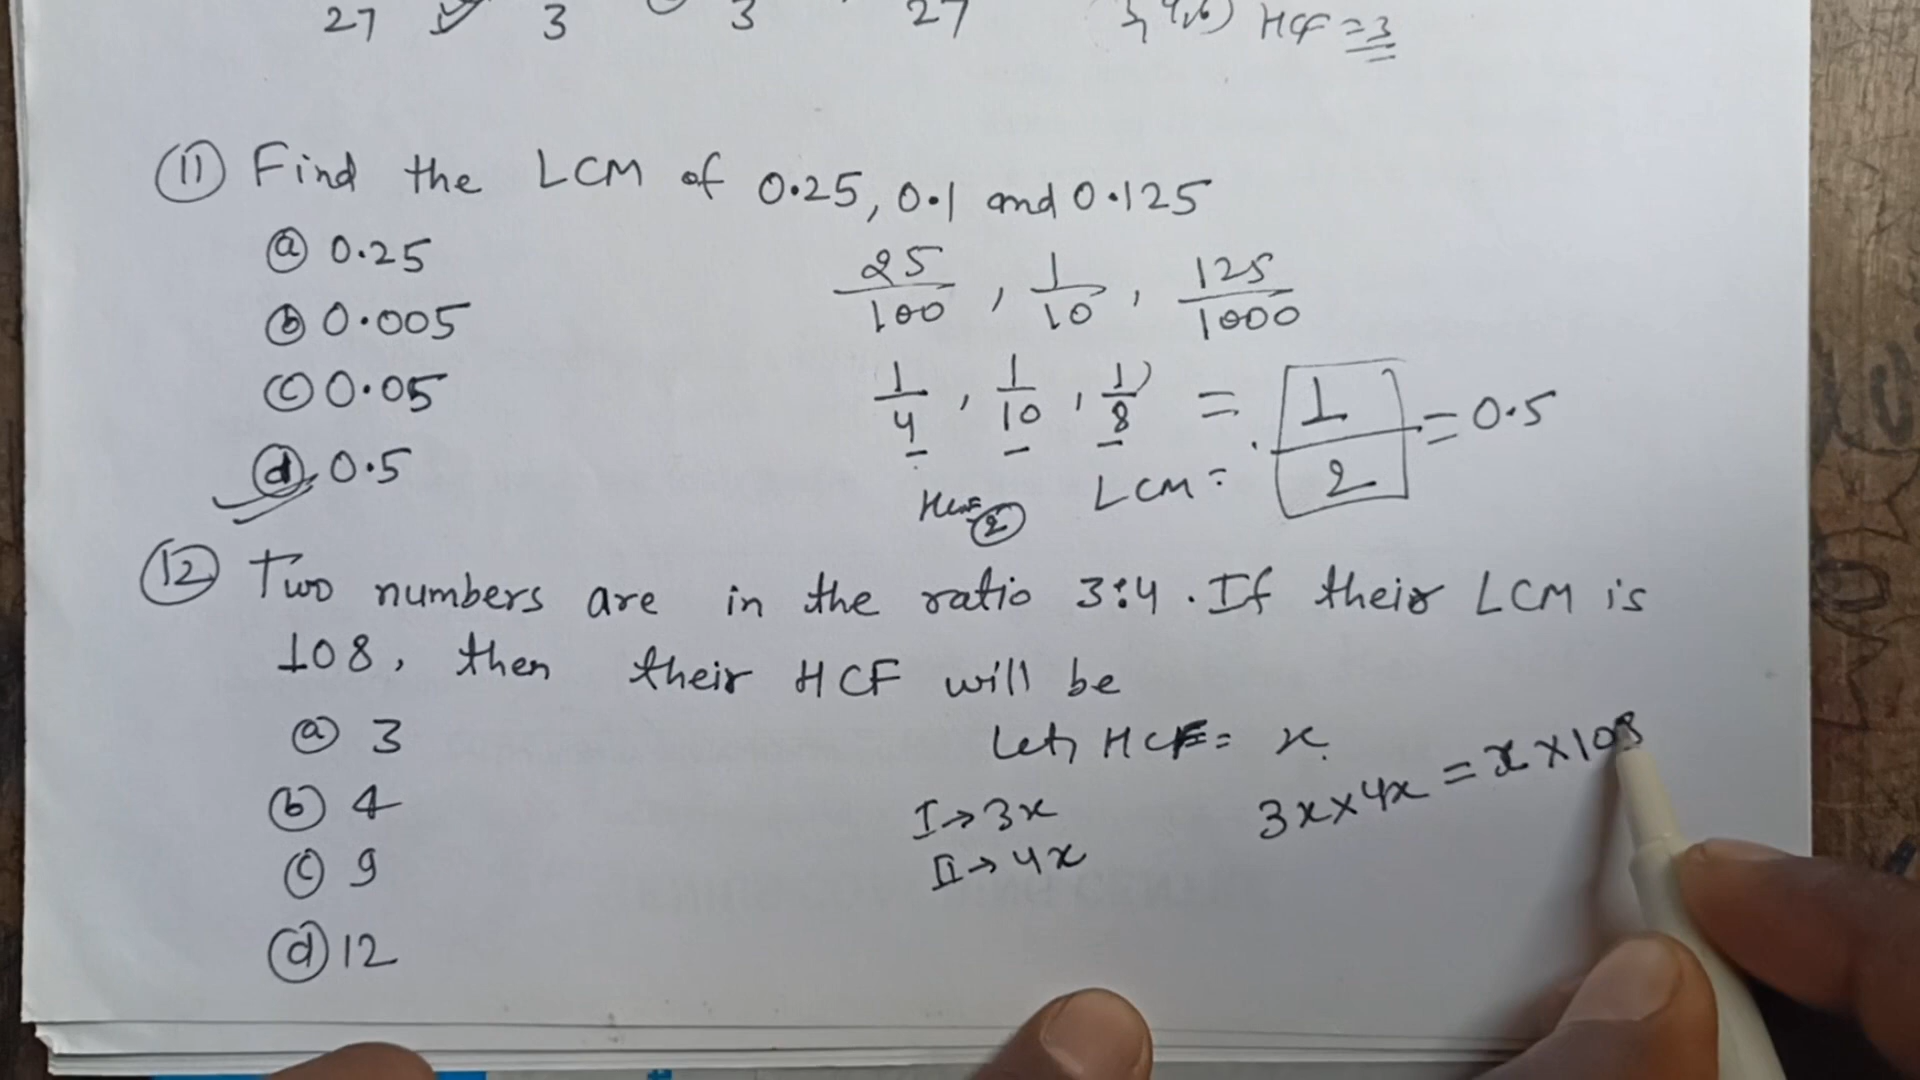 27 3 3 27 HCF = 3
11 Find the LCM of 0.25, 0.1 and 0.125
a 0.25
25/100 , 1/10 , 125/1000
b 0.005
c 0.05
1/4 , 1/10 , 1/8 = 1/2 = 0.5
d 0.5
2 LCM =
12 Two numbers are in the ratio 3:4. If their LCM is
108, then their HCF will be
a 3
Let, HCF = x.
b 4
I → 3x
3x × 4x = x × 108
c 9
II → 4x
d 12